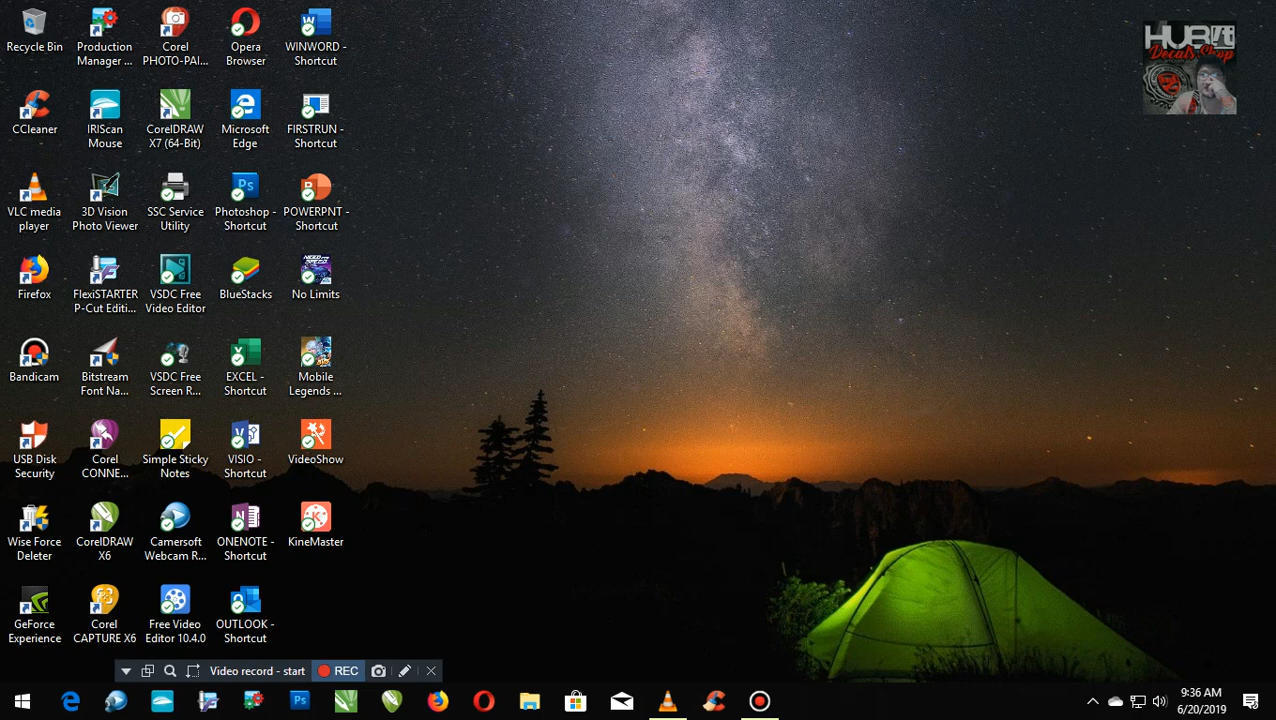 Recycle Bin
Production
Manager ...
Corel
PHOTO-PAI...
Opera
Browser
WINWORD -
Shortcut
CCleaner
IRIScan
Mouse
CorelDRAW
X7 (64-Bit)
Microsoft
Edge
FIRSTRUN -
Shortcut
VLC media
player
3D Vision
Photo Viewer
SSC Service
Utility
Photoshop -
Shortcut
POWERPNT -
Shortcut
Firefox
FlexiSTARTER
P-Cut Editi...
VSDC Free
Video Editor
BlueStacks
No Limits
Bandicam
Bitstream
Font Na...
VSDC Free
Screen R...
EXCEL -
Shortcut
Mobile
Legends ...
USB Disk
Security
Corel
CONNE...
Simple Sticky
Notes
VISIO -
Shortcut
VideoShow
Wise Force
Deleter
CorelDRAW
X6
Camersoft
Webcam R...
ONENOTE -
Shortcut
KineMaster
GeForce
Experience
Corel
CAPTURE X6
Free Video
Editor 10.4.0
OUTLOOK -
Shortcut
Decals Shop
Video record - start
REC
9:36 AM
6/20/2019